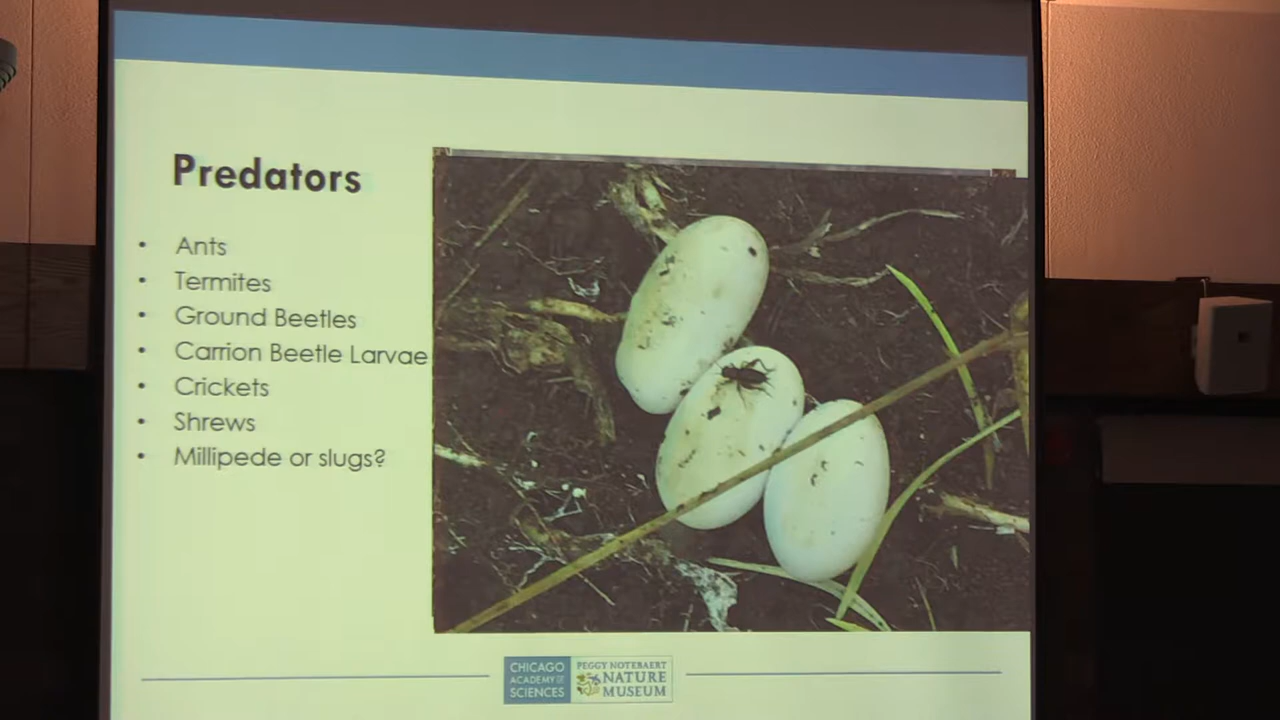 Predators
• Ants
• Termites
• Ground Beetles
• Carrion Beetle Larvae
• Crickets
• Shrews
• Millipede or slugs?
CHICAGO
ACADEMY OF
SCIENCES
PEGGY NOTEBAERT
NATURE
MUSEUM